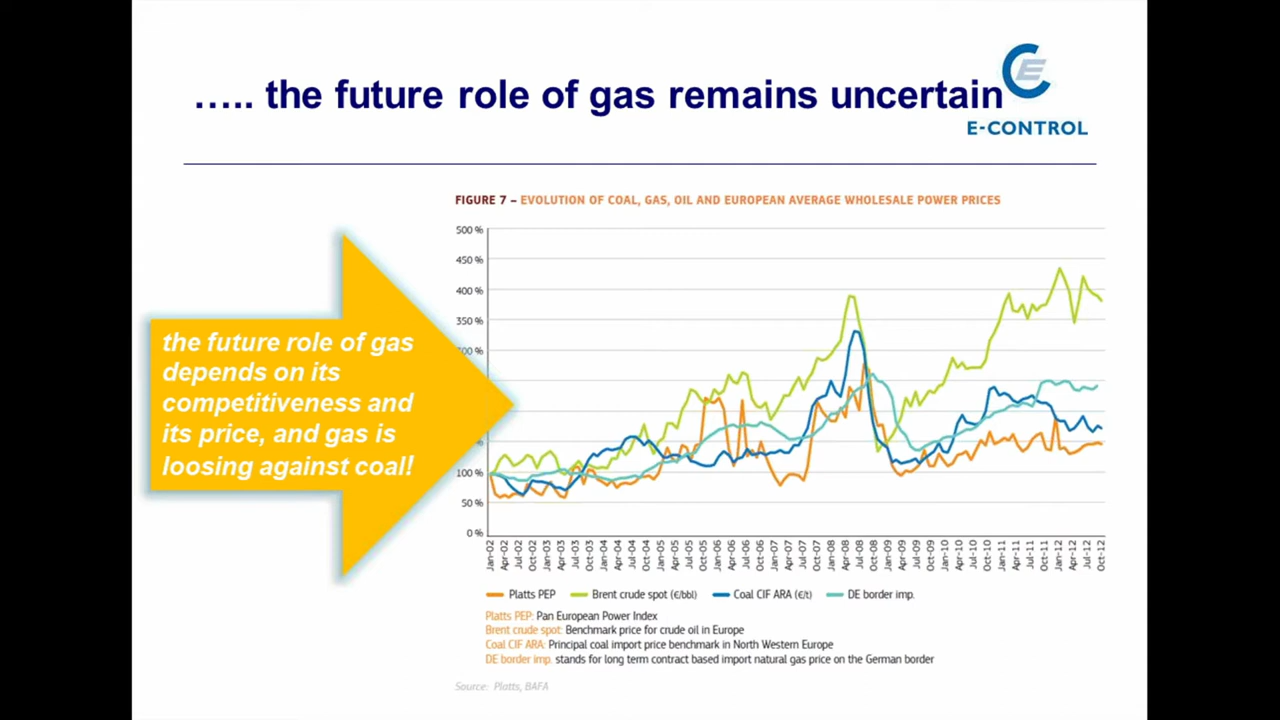 ….. the future role of gas remains uncertain
E
E-CONTROL
FIGURE 7 – EVOLUTION OF COAL, GAS, OIL AND EUROPEAN AVERAGE WHOLESALE POWER PRICES
500 %
450 %
400 %
350 %
100 %
50 %
0 %
the future role of gas
depends on its
competitiveness and
its price, and gas is
loosing against coal!
Jan-02 Apr-02 Jul-02 Oct-02 Jan-03 Apr-03 Jul-03 Oct-03 Jan-04 Apr-04 Jul-04 Oct-04 Jan-05 Apr-05 Jul-05 Oct-05 Jan-06 Apr-06 Jul-06 Oct-06 Jan-07 Apr-07 Jul-07 Oct-07 Jan-08 Apr-08 Jul-08 Oct-08 Jan-09 Apr-09 Jul-09 Oct-09 Jan-10 Apr-10 Jul-10 Oct-10 Jan-11 Apr-11 Jul-11 Oct-11 Jan-12 Apr-12 Jul-12 Oct-12
Platts PEP Brent crude spot (€/bbl) Coal CIF ARA (€/t) DE border imp.
Platts PEP: Pan European Power Index
Brent crude spot: Benchmark price for crude oil in Europe
Coal CIF ARA: Principal coal import price benchmark in North Western Europe
DE border imp. stands for long term contract based import natural gas price on the German border
Source: Platts, BAFA